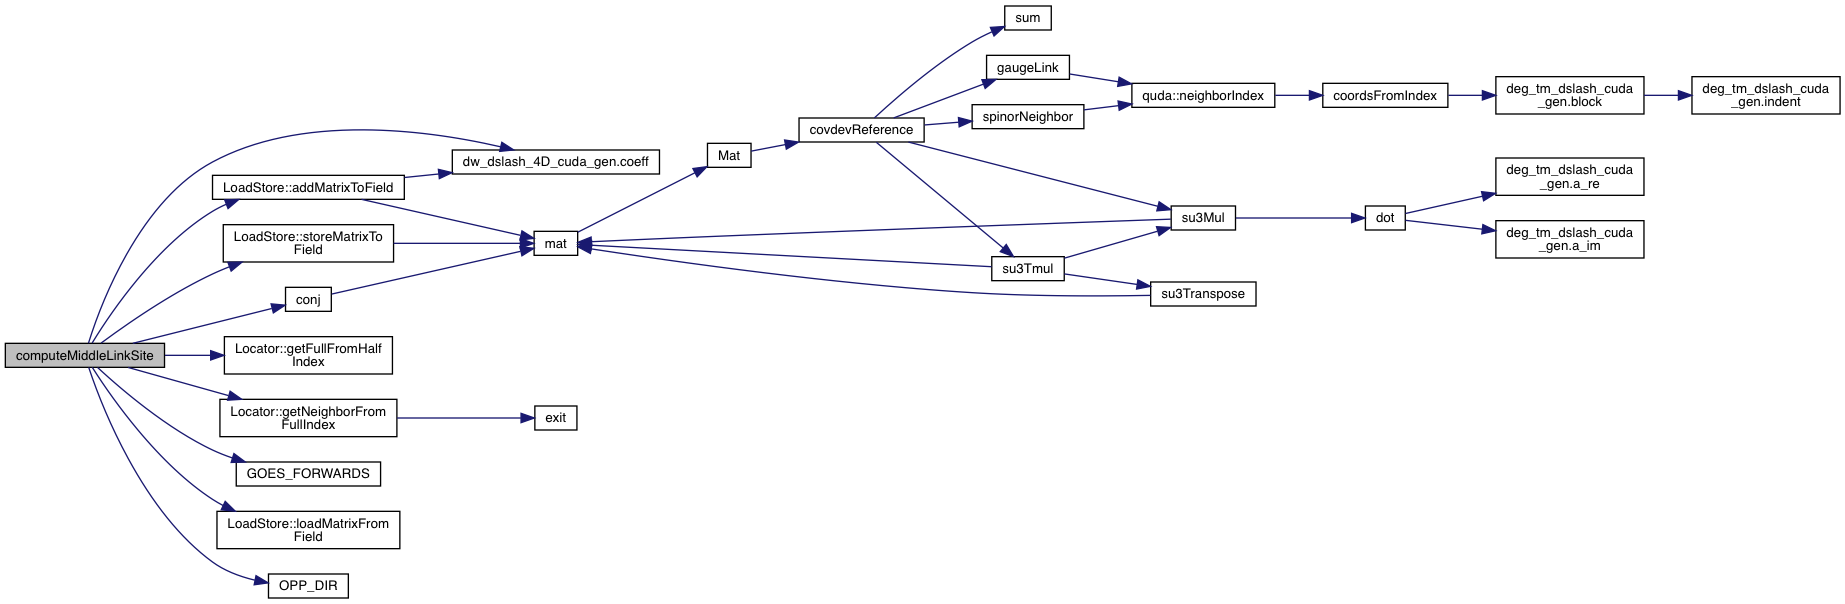 sum
gaugeLink
quda::neighborIndex
coordsFromIndex
deg_tm_dslash_cuda
_gen.block
deg_tm_dslash_cuda
_gen.indent
spinorNeighbor
covdevReference
Mat
dw_dslash_4D_cuda_gen.coeff
LoadStore::addMatrixToField
deg_tm_dslash_cuda
_gen.a_re
su3Mul
dot
deg_tm_dslash_cuda
_gen.a_im
LoadStore::storeMatrixTo
Field
mat
su3Tmul
su3Transpose
conj
computeMiddleLinkSite
Locator::getFullFromHalf
Index
Locator::getNeighborFrom
FullIndex
exit
GOES_FORWARDS
LoadStore::loadMatrixFrom
Field
OPP_DIR